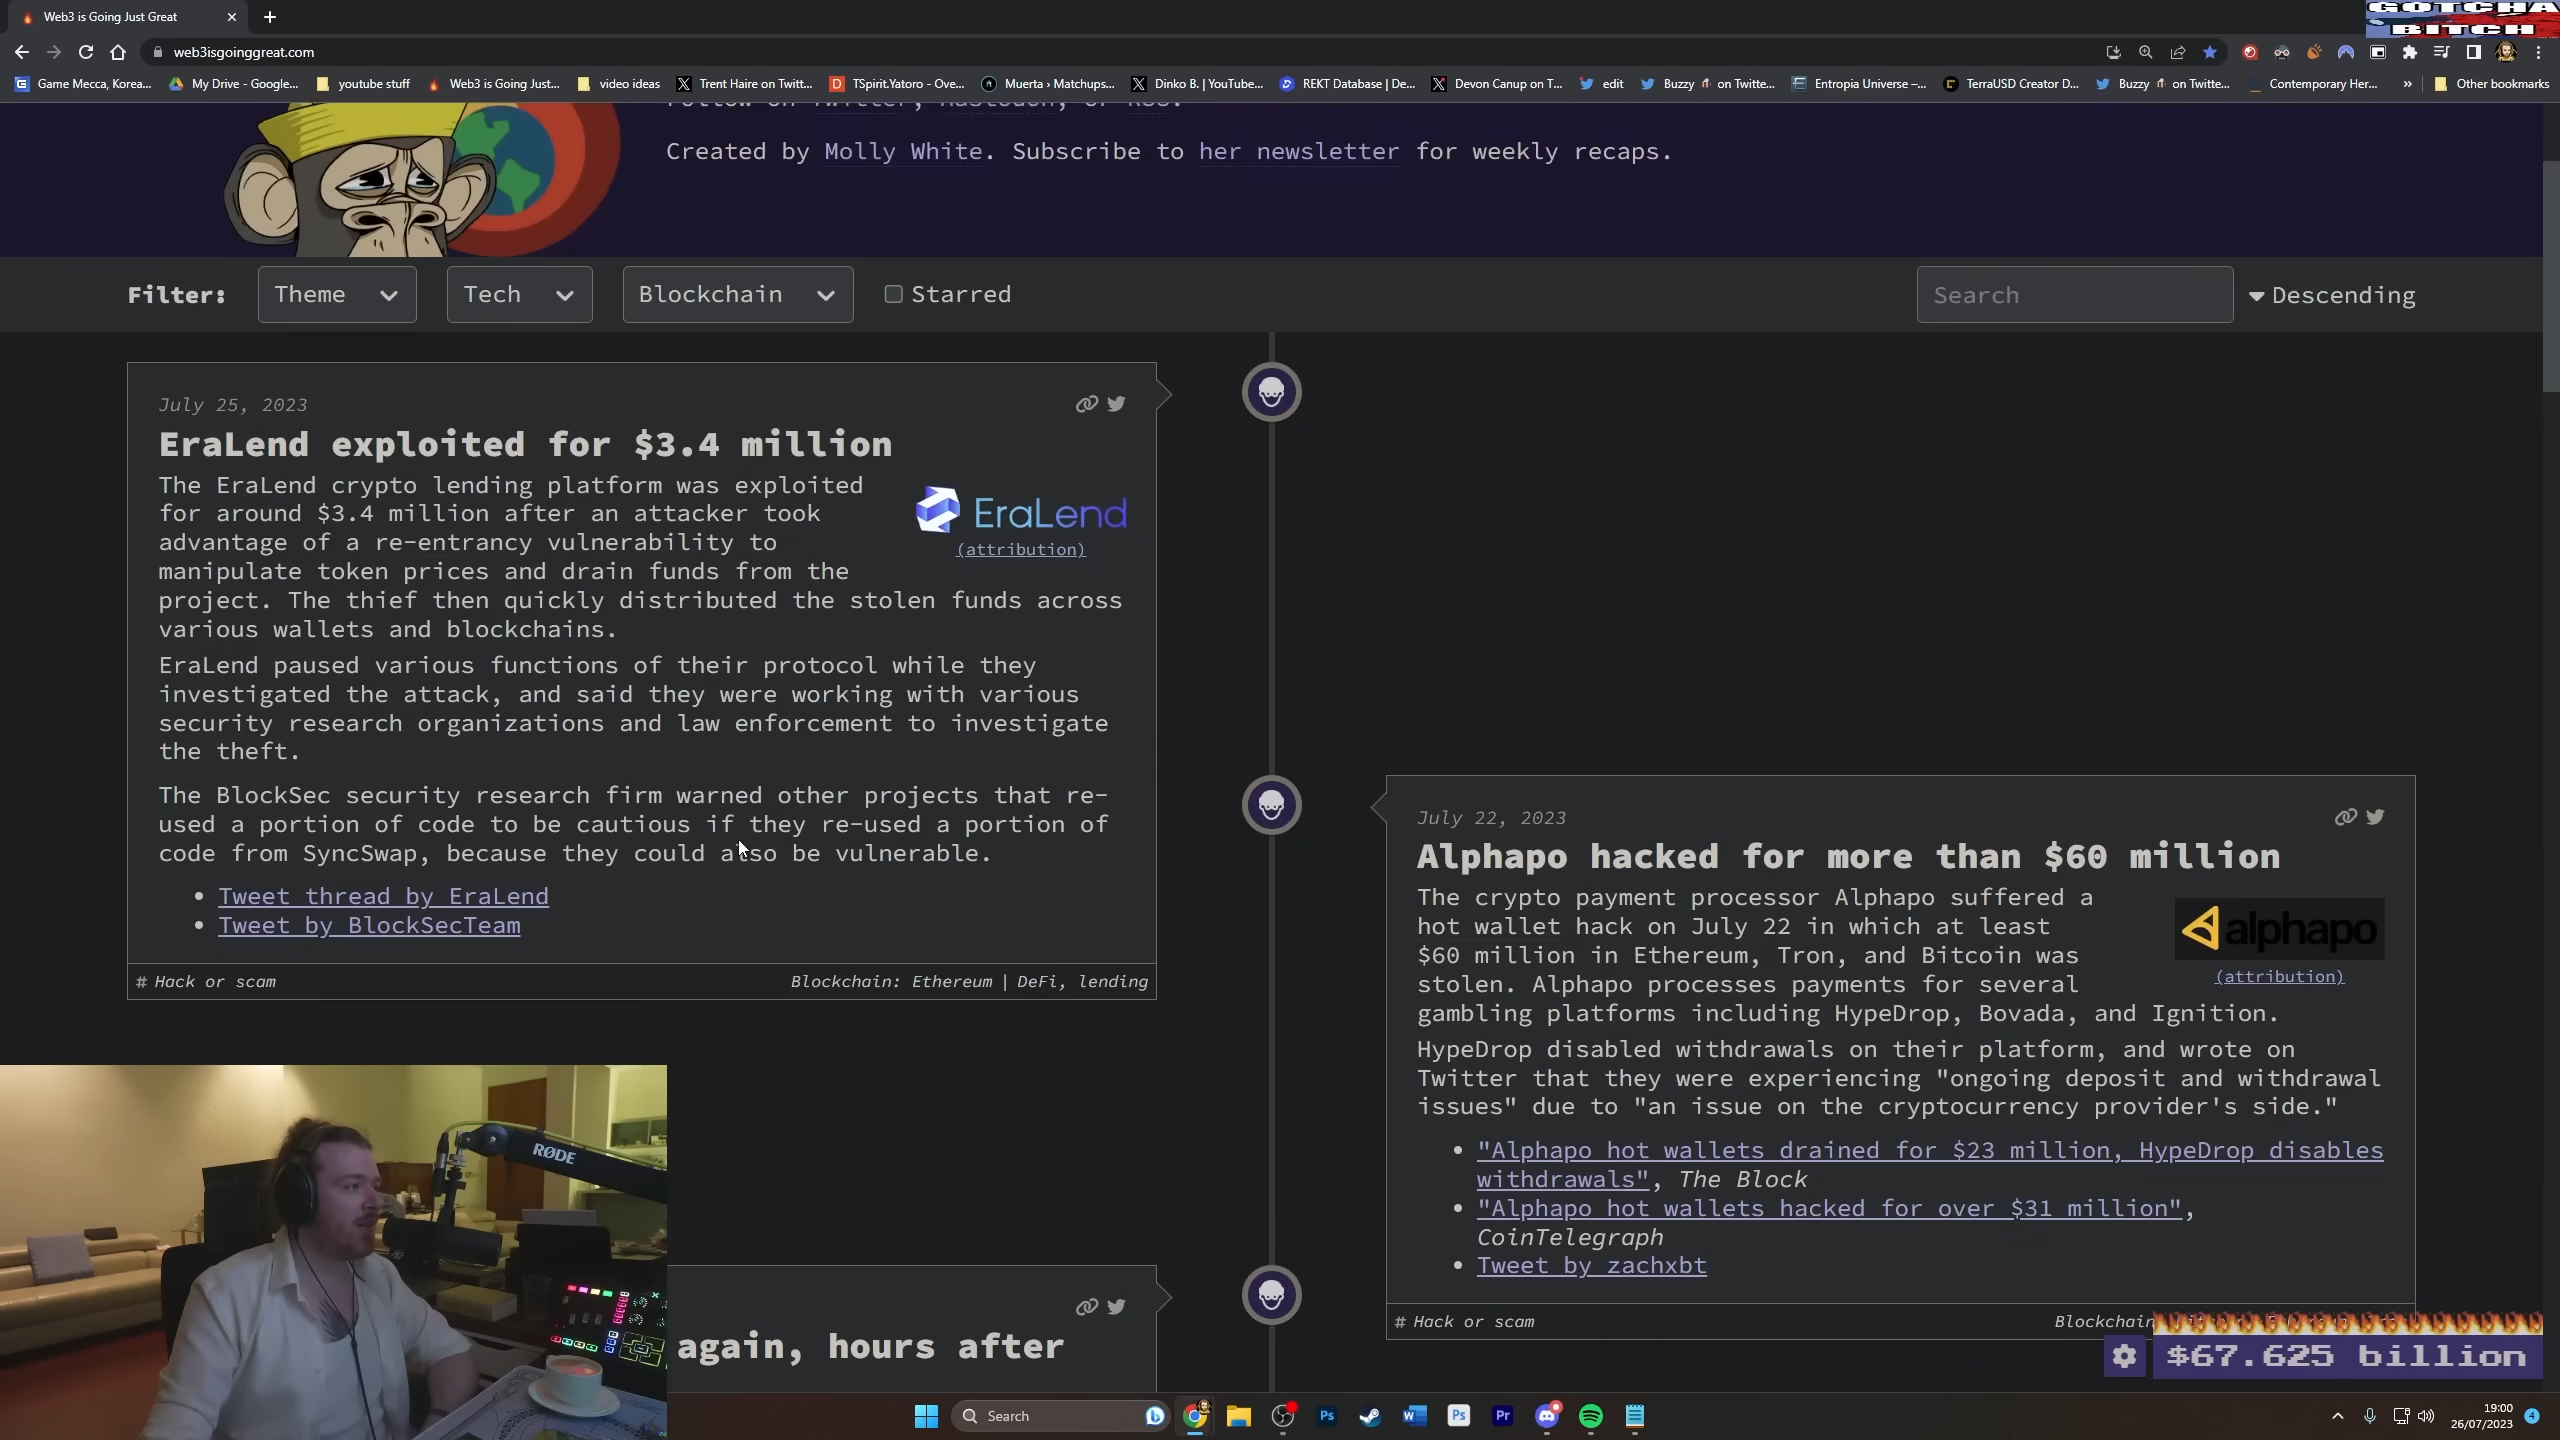 Web3 is Going Just Great
GOTCHA
BITCH
web3isgoinggreat.com
Game Mecca, Korea...
My Drive - Google...
youtube stuff
Web3 is Going Just...
video ideas
Trent Haire on Twitt...
TSpirit.Yatoro - Ove...
Muerta › Matchups...
Dinko B. | YouTube...
REKT Database | De...
Devon Canup on T...
edit
Buzzy on Twitte...
Entropia Universe –...
TerraUSD Creator D...
Buzzy on Twitte...
Contemporary Her...
»
Other bookmarks
Follow on Twitter, Mastodon, or RSS.
Created by Molly White. Subscribe to her newsletter for weekly recaps.
Filter:
Theme
Tech
Blockchain
Starred
Search
Descending
July 25, 2023
EraLend exploited for $3.4 million
The EraLend crypto lending platform was exploited
for around $3.4 million after an attacker took
advantage of a re-entrancy vulnerability to
manipulate token prices and drain funds from the
project. The thief then quickly distributed the stolen funds across
various wallets and blockchains.
EraLend
(attribution)
EraLend paused various functions of their protocol while they
investigated the attack, and said they were working with various
security research organizations and law enforcement to investigate
the theft.
The BlockSec security research firm warned other projects that re-
used a portion of code to be cautious if they re-used a portion of
code from SyncSwap, because they could also be vulnerable.
• Tweet thread by EraLend
• Tweet by BlockSecTeam
# Hack or scam
Blockchain: Ethereum | DeFi, lending
July 22, 2023
Alphapo hacked for more than $60 million
The crypto payment processor Alphapo suffered a
hot wallet hack on July 22 in which at least
$60 million in Ethereum, Tron, and Bitcoin was
stolen. Alphapo processes payments for several
gambling platforms including HypeDrop, Bovada, and Ignition.
alphapo
(attribution)
HypeDrop disabled withdrawals on their platform, and wrote on
Twitter that they were experiencing "ongoing deposit and withdrawal
issues" due to "an issue on the cryptocurrency provider's side."
• "Alphapo hot wallets drained for $23 million, HypeDrop disables
withdrawals", The Block
• "Alphapo hot wallets hacked for over $31 million",
CoinTelegraph
• Tweet by zachxbt
# Hack or scam
Blockchain
again, hours after
$67.625 billion
RØDE
Search
Ps
W
Ps
Pr
19:00
26/07/2023
4